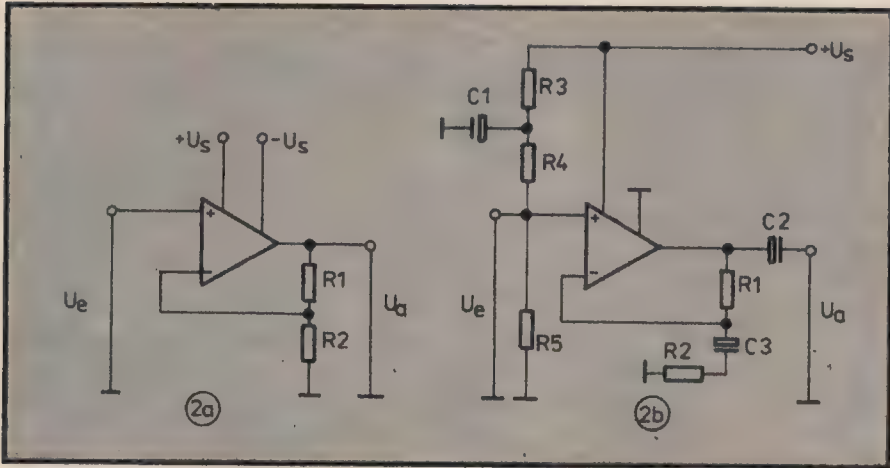 +Us
-Us
+
-
R1
R2
Ue
Ua
2a
+Us
R3
C1
R4
+
-
C2
R1
C3
R2
R5
Ue
Ua
2b